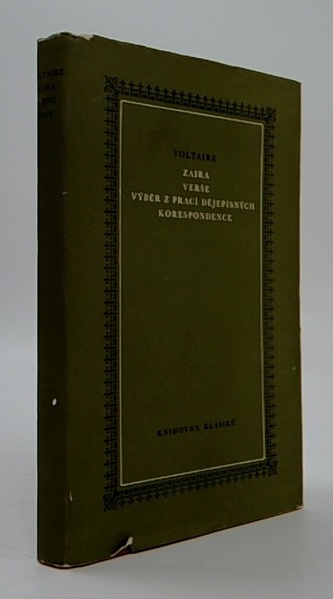 VOLTAIRE
ZAIRA
VERŠE
VÝBĚR Z PRACÍ DĚJEPISNÝCH
KORESPONDENCE
KNIHOVNA KLASIKŮ